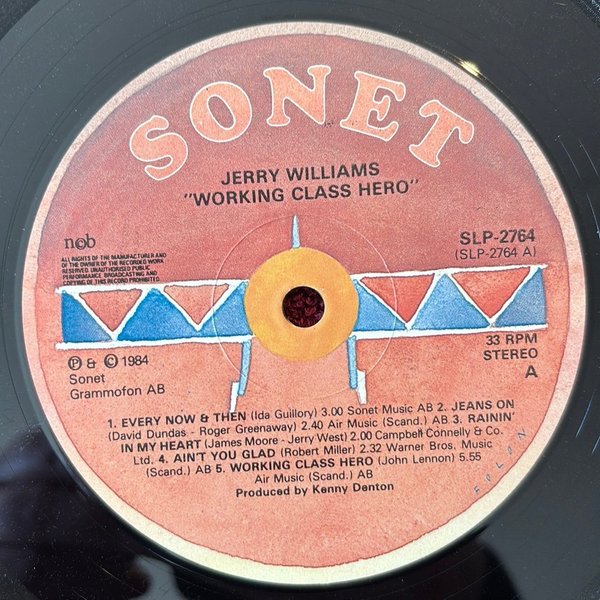 SONET
JERRY WILLIAMS
"WORKING CLASS HERO"
n©b
ALL RIGHTS OF THE MANUFACTURER AND
OF THE OWNER OF THE RECORDED WORK
RESERVED. UNAUTHORISED PUBLIC
PERFORMANCE, BROADCASTING AND
COPYING OF THIS RECORD PROHIBITED.
SLP-2764
(SLP-2764 A)
℗ & © 1984
Sonet
Grammofon AB
33 RPM
STEREO
A
1. EVERY NOW & THEN (Ida Guillory) 3.00 Sonet Music AB 2. JEANS ON
(David Dundas - Roger Greenaway) 2.40 Air Music (Scand.) AB 3. RAININ'
IN MY HEART (James Moore - Jerry West) 2.00 Campbell Connelly & Co.
Ltd. 4. AIN'T YOU GLAD (Robert Miller) 2.32 Warner Bros. Music
(Scand.) AB 5. WORKING CLASS HERO (John Lennon) 5.55
Air Music (Scand.) AB
Produced by Kenny Denton
FOLON